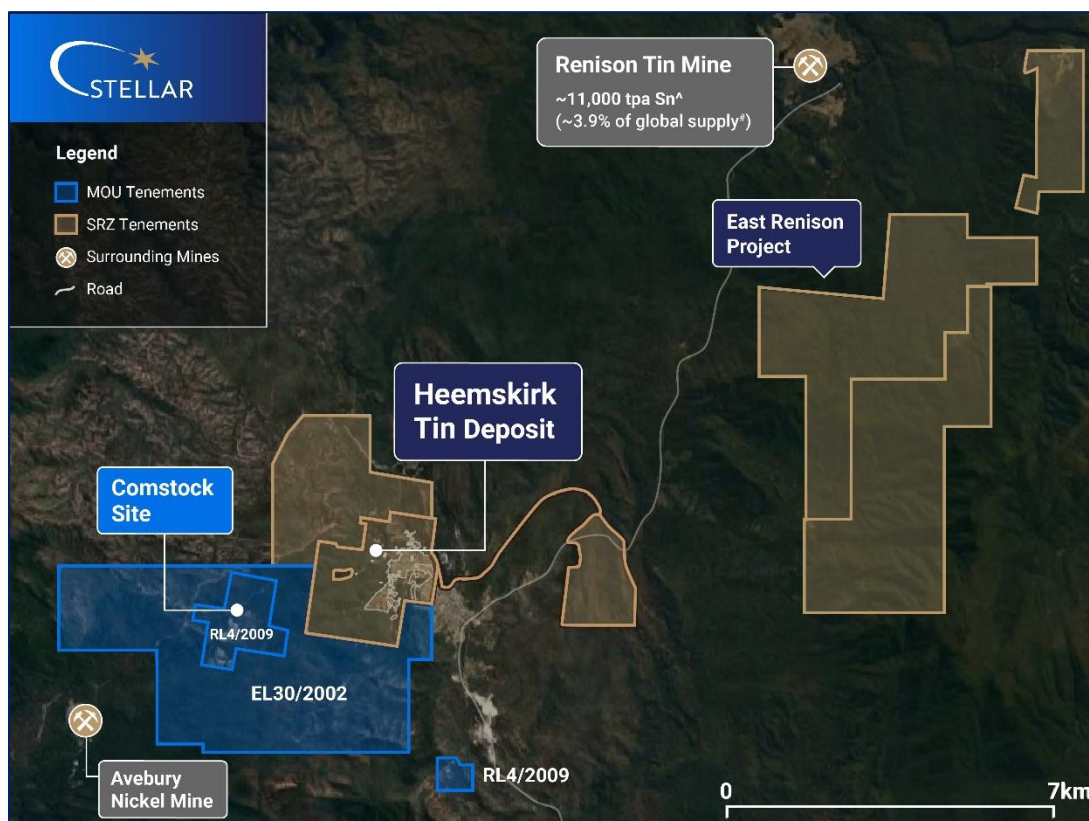 STELLAR
Legend
MOU Tenements
SRZ Tenements
Surrounding Mines
Road
Renison Tin Mine
~11,000 tpa Sn^
(~3.9% of global supply#)
East Renison
Project
Heemskirk
Tin Deposit
Comstock
Site
RL4/2009
EL30/2002
Avebury
Nickel Mine
RL4/2009
0 7km